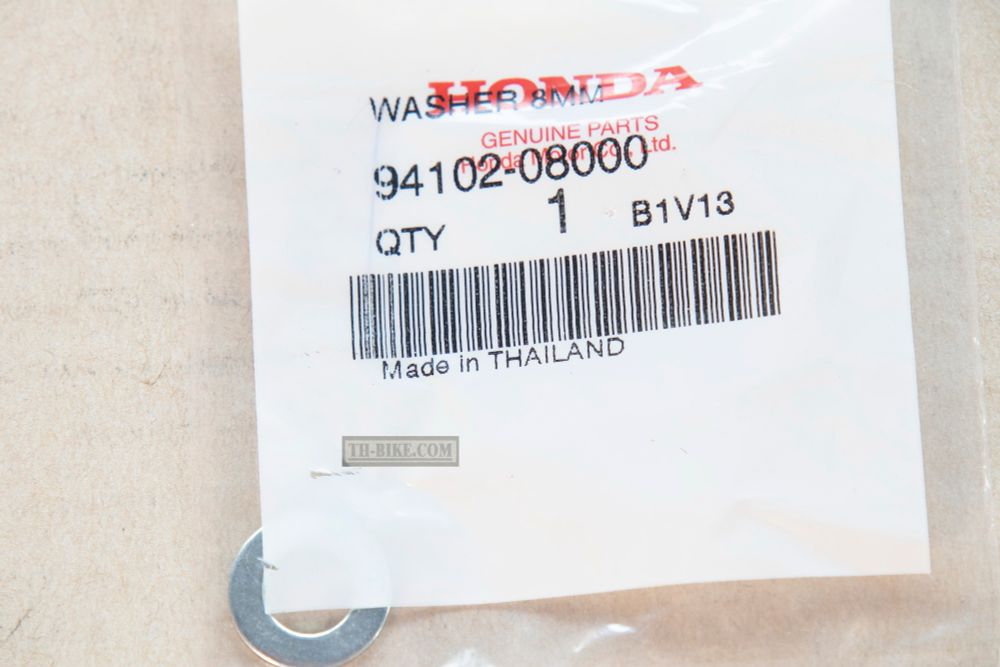 HONDA
WASHER 8MM
GENUINE PARTS
Honda Motor Co., Ltd.
94102-08000
QTY 1 B1V13
Made in THAILAND
TH-BIKE.COM